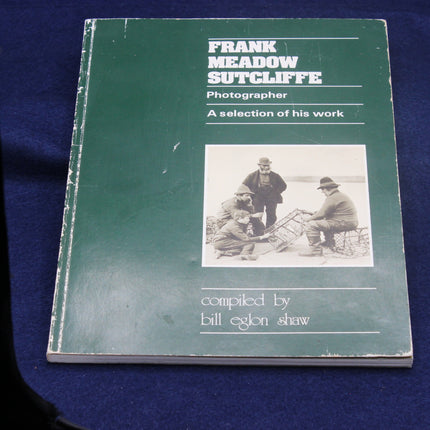 FRANK
MEADOW
SUTCLIFFE
Photographer
A selection of his work
compiled by
bill eglon shaw